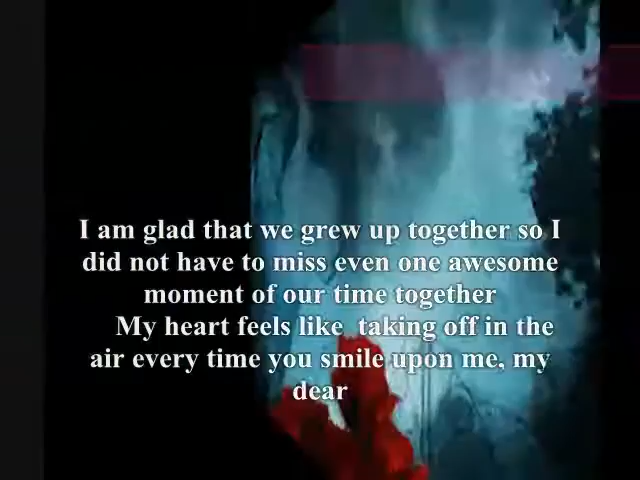 I am glad that we grew up together so I
did not have to miss even one awesome
moment of our time together
My heart feels like taking off in the
air every time you smile upon me, my
dear